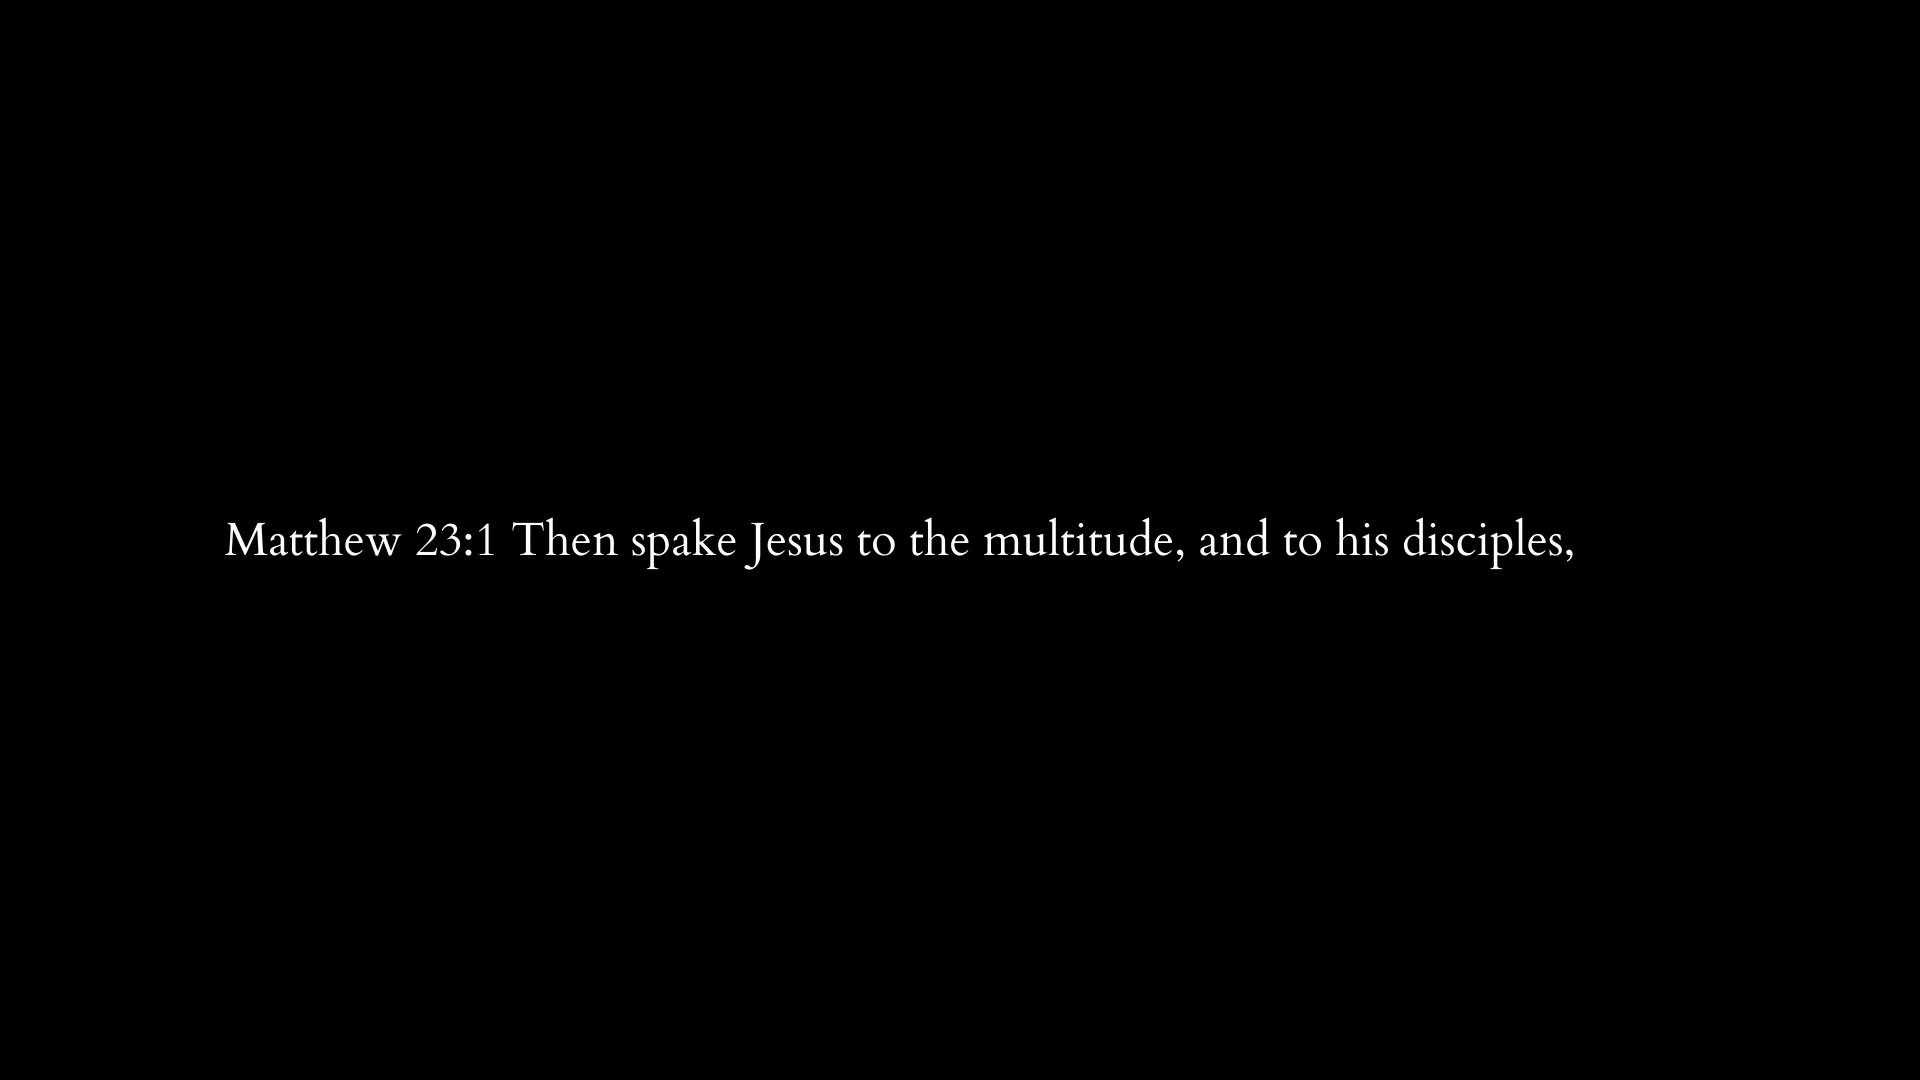 Matthew 23:1 Then spake Jesus to the multitude, and to his disciples,